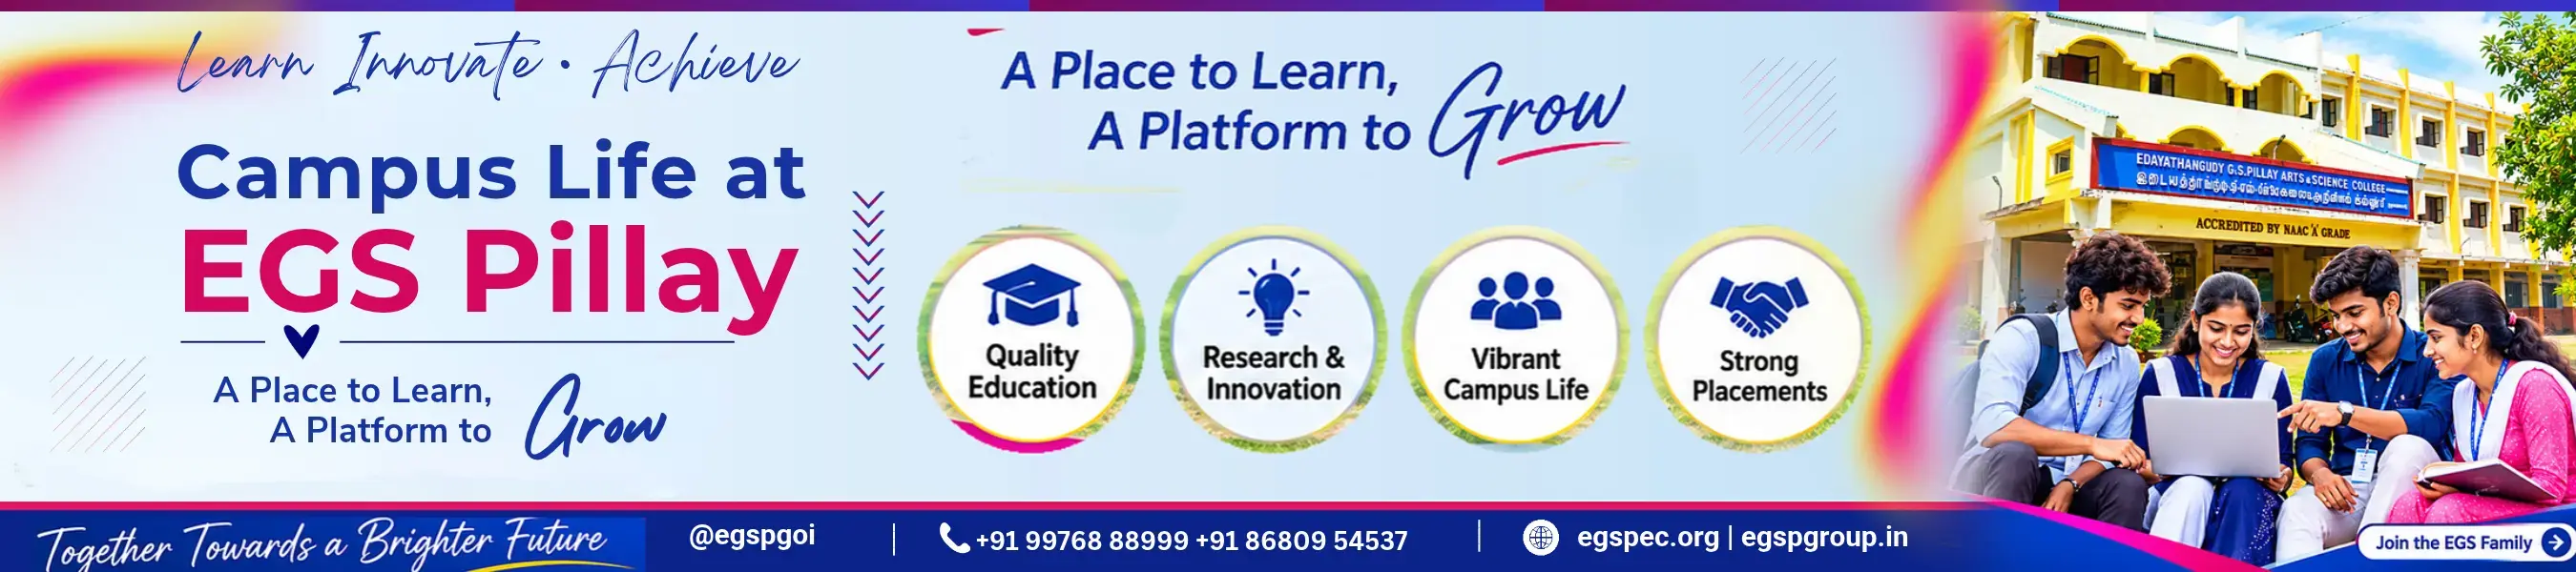 Learn Innovate • Achieve
Campus Life at
EGS Pillay
A Place to Learn,
A Platform to Grow
A Place to Learn,
A Platform to Grow
Quality
Education
Research &
Innovation
Vibrant
Campus Life
Strong
Placements
EDAYATHANGUDY G.S.PILLAY ARTS & SCIENCE COLLEGE
ACCREDITED BY NAAC 'A' GRADE
Together Towards a Brighter Future
@egspgoi
+91 99768 88999 +91 86809 54537
egspec.org | egspgroup.in
Join the EGS Family